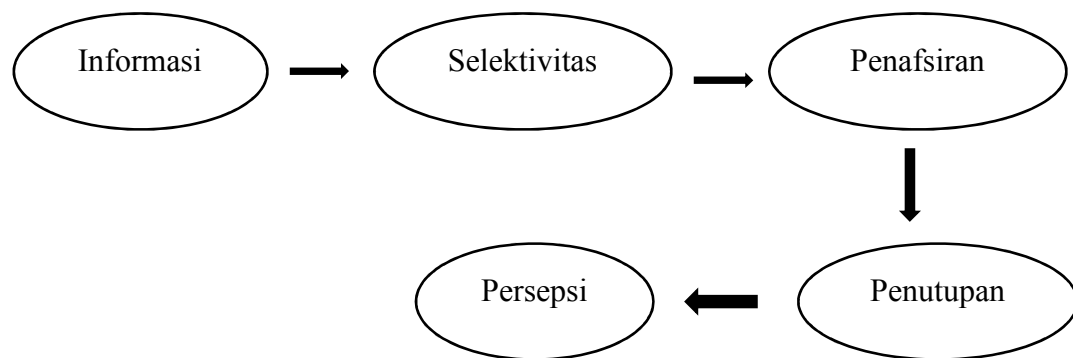 Informasi
Selektivitas
Penafsiran
Penutupan
Persepsi